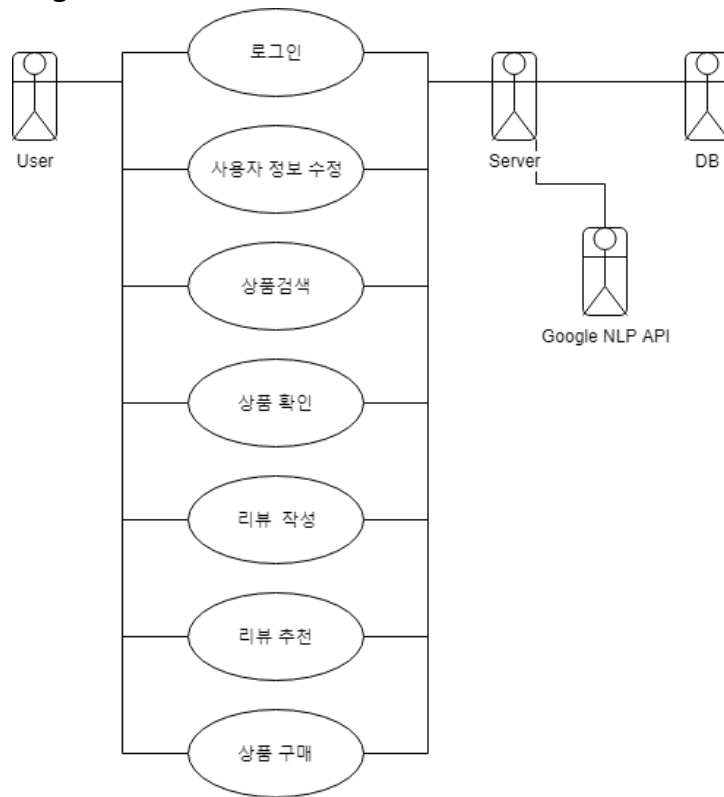 로그인
User
Server
DB
사용자 정보 수정
상품검색
Google NLP API
상품 확인
리뷰 작성
리뷰 추천
상품 구매